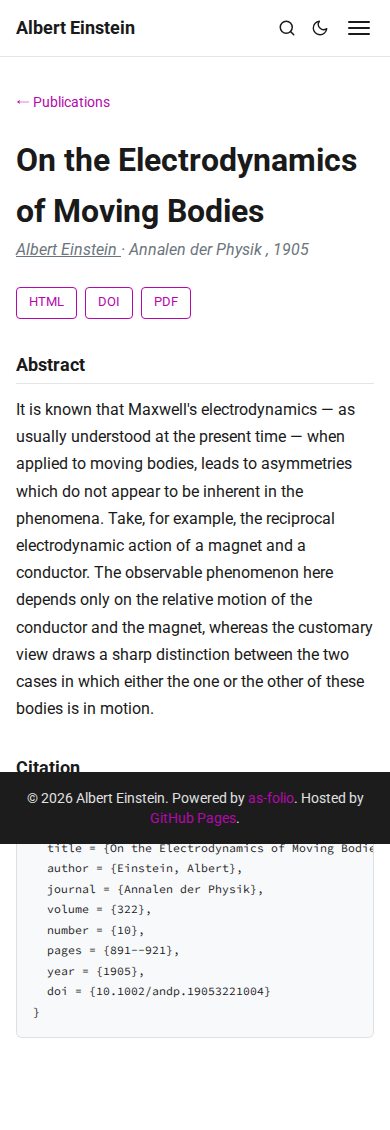 Albert Einstein
← Publications
On the Electrodynamics
of Moving Bodies
Albert Einstein · Annalen der Physik , 1905
HTML DOI PDF
Abstract
It is known that Maxwell's electrodynamics — as
usually understood at the present time — when
applied to moving bodies, leads to asymmetries
which do not appear to be inherent in the
phenomena. Take, for example, the reciprocal
electrodynamic action of a magnet and a
conductor. The observable phenomenon here
depends only on the relative motion of the
conductor and the magnet, whereas the customary
view draws a sharp distinction between the two
cases in which either the one or the other of these
bodies is in motion.
Citation
© 2026 Albert Einstein. Powered by as-folio. Hosted by
GitHub Pages.
title = {On the Electrodynamics of Moving Bodie
author = {Einstein, Albert},
journal = {Annalen der Physik},
volume = {322},
number = {10},
pages = {891--921},
year = {1905},
doi = {10.1002/andp.19053221004}
}